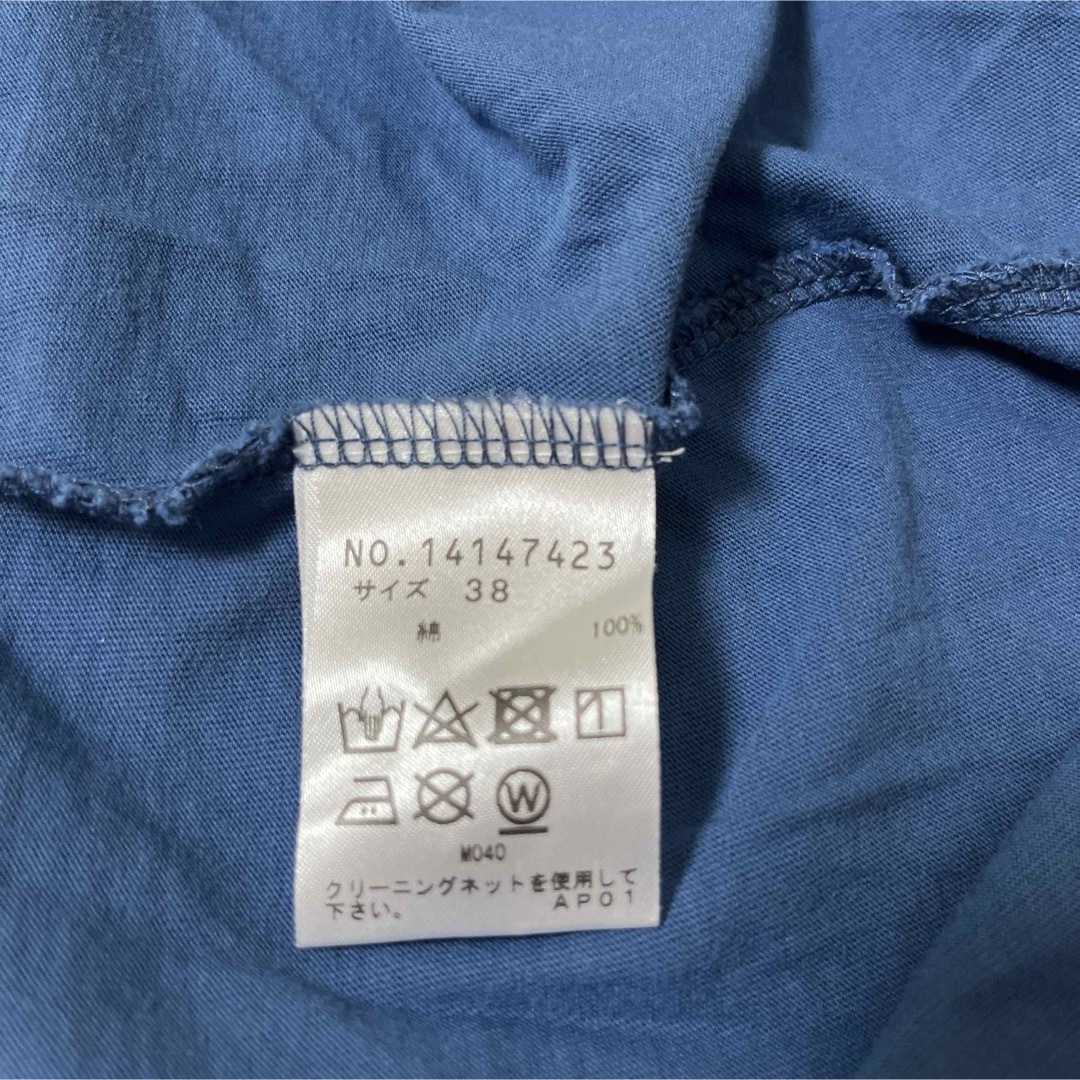 NO.14147423
サイズ 38
綿 100%
W
M040
クリーニングネットを使用して
下さい。 AP01